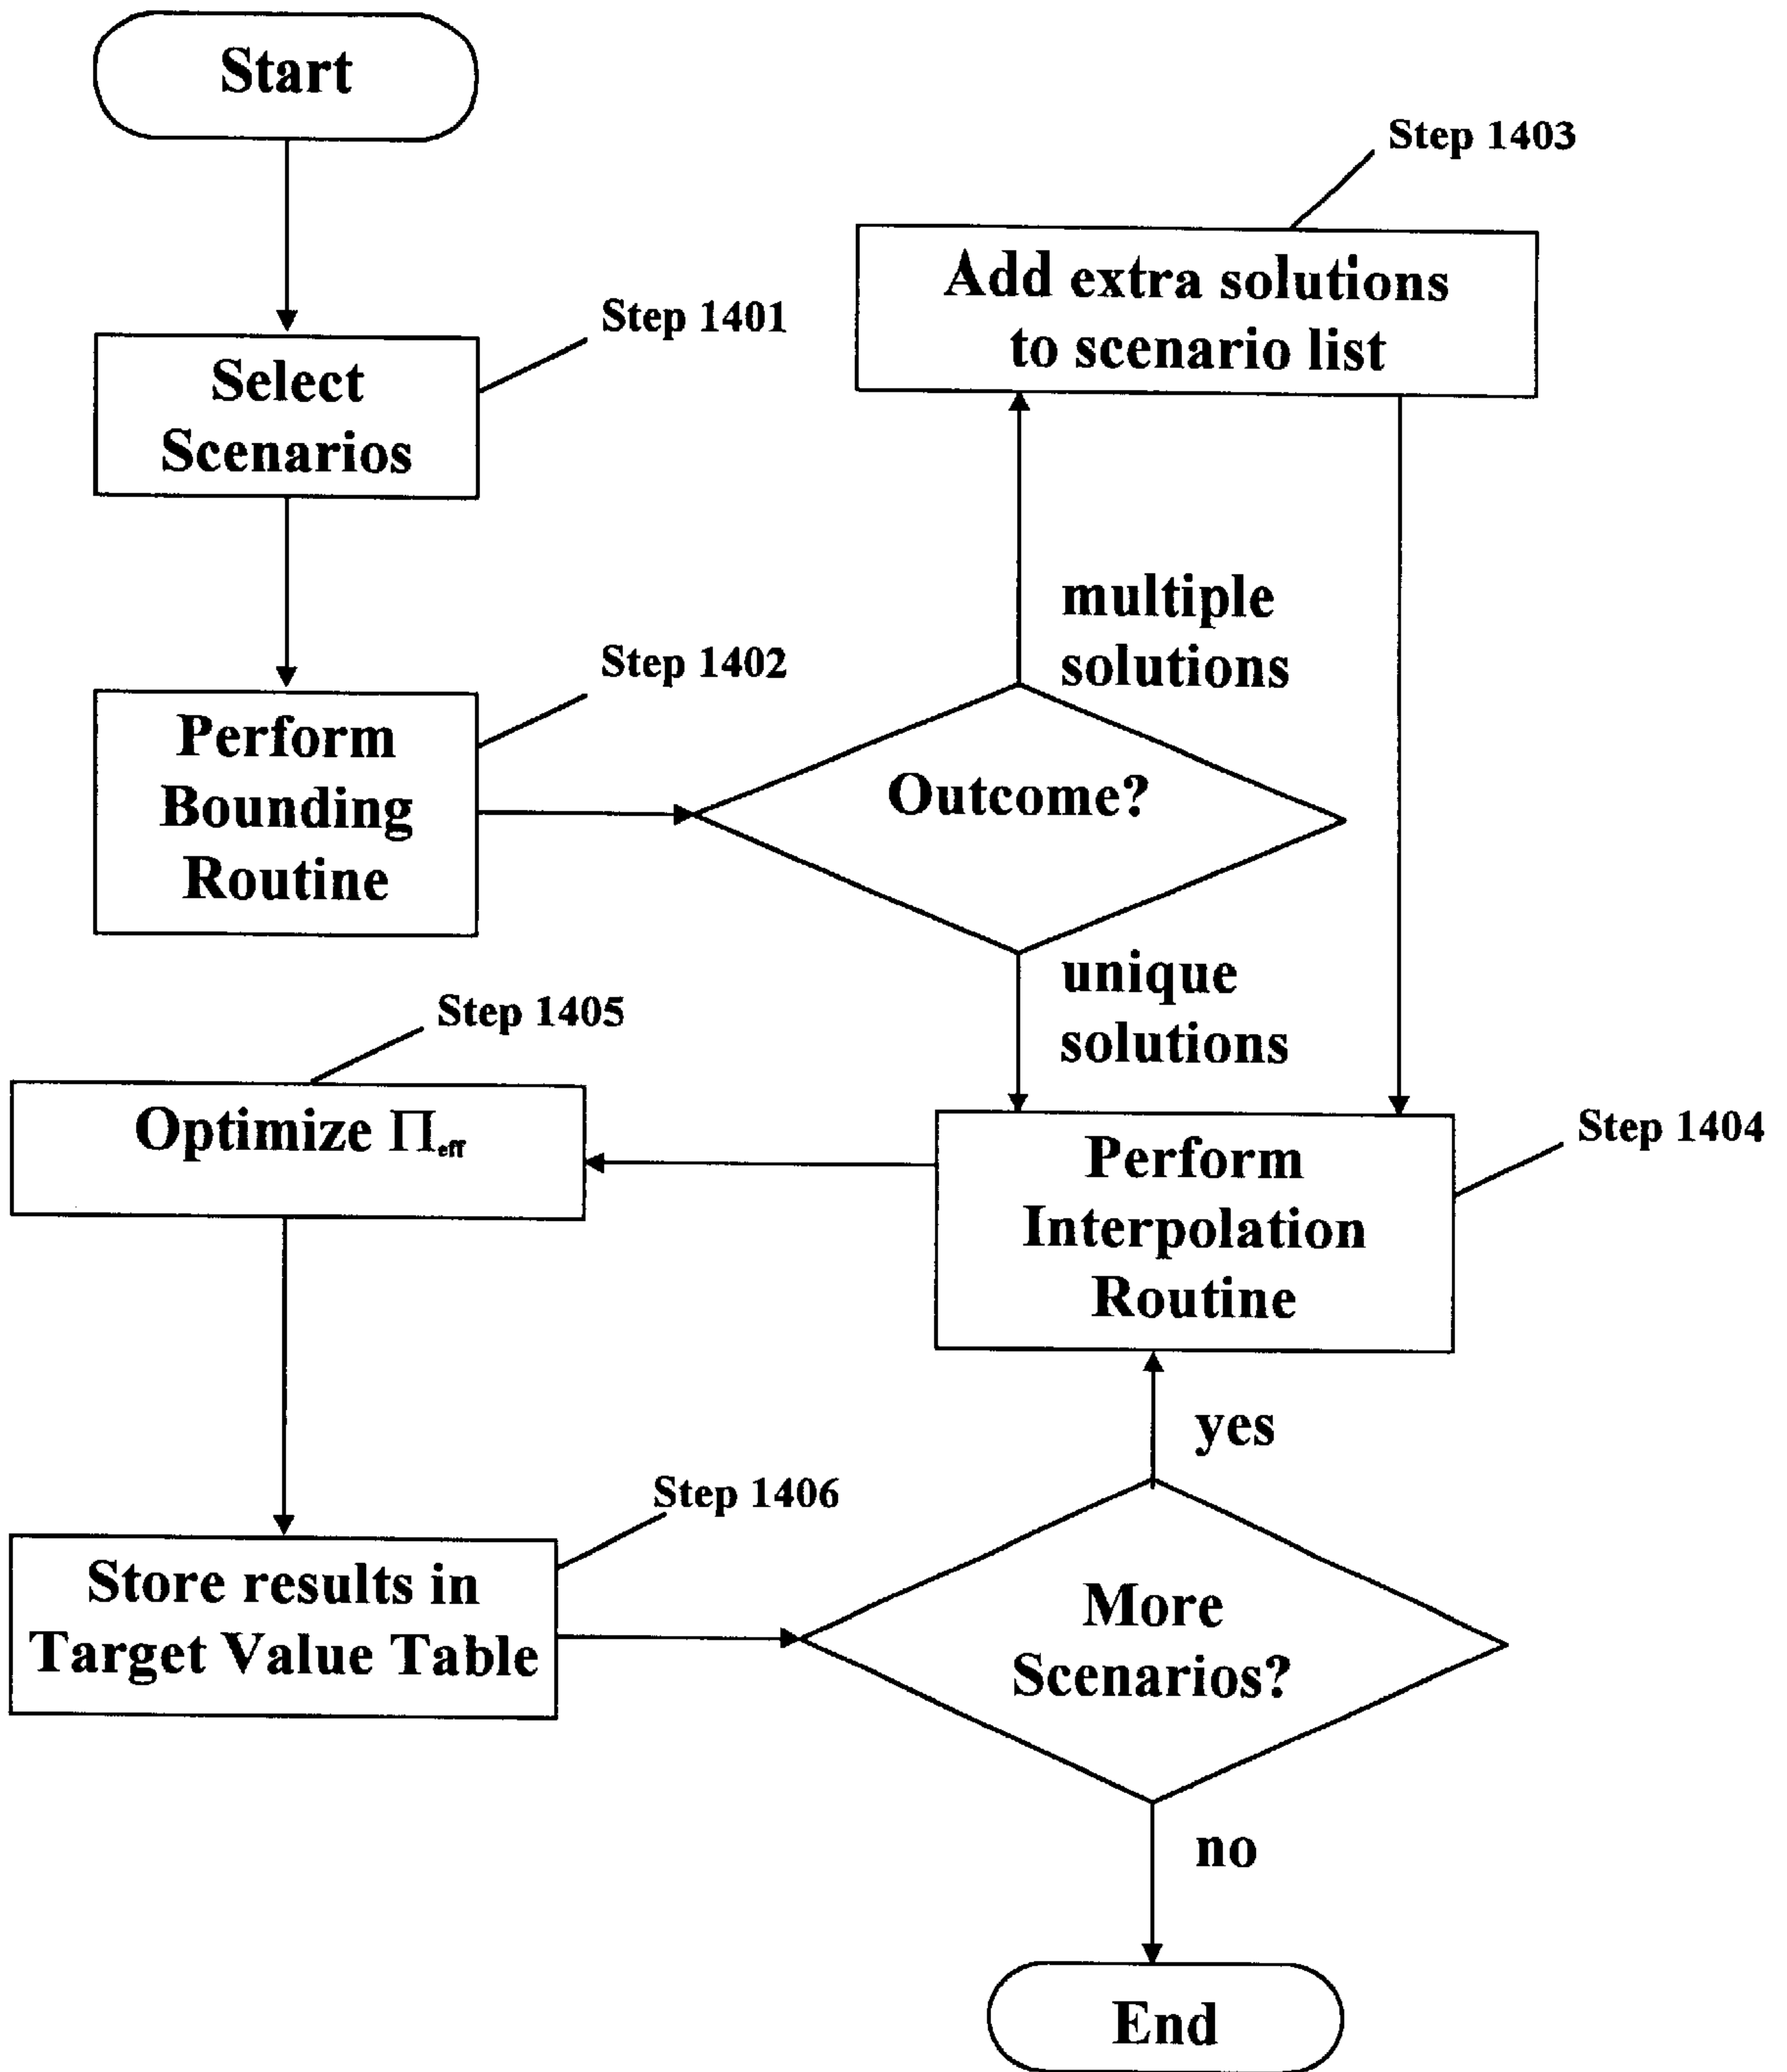 Start
Step 1401
Select
Scenarios
Step 1402
Perform
Bounding
Routine
Outcome?
multiple
solutions
Step 1403
Add extra solutions
to scenario list
unique
solutions
Step 1404
Perform
Interpolation
Routine
Step 1405
Optimize Πeff
Step 1406
Store results in
Target Value Table
More
Scenarios?
yes
no
End